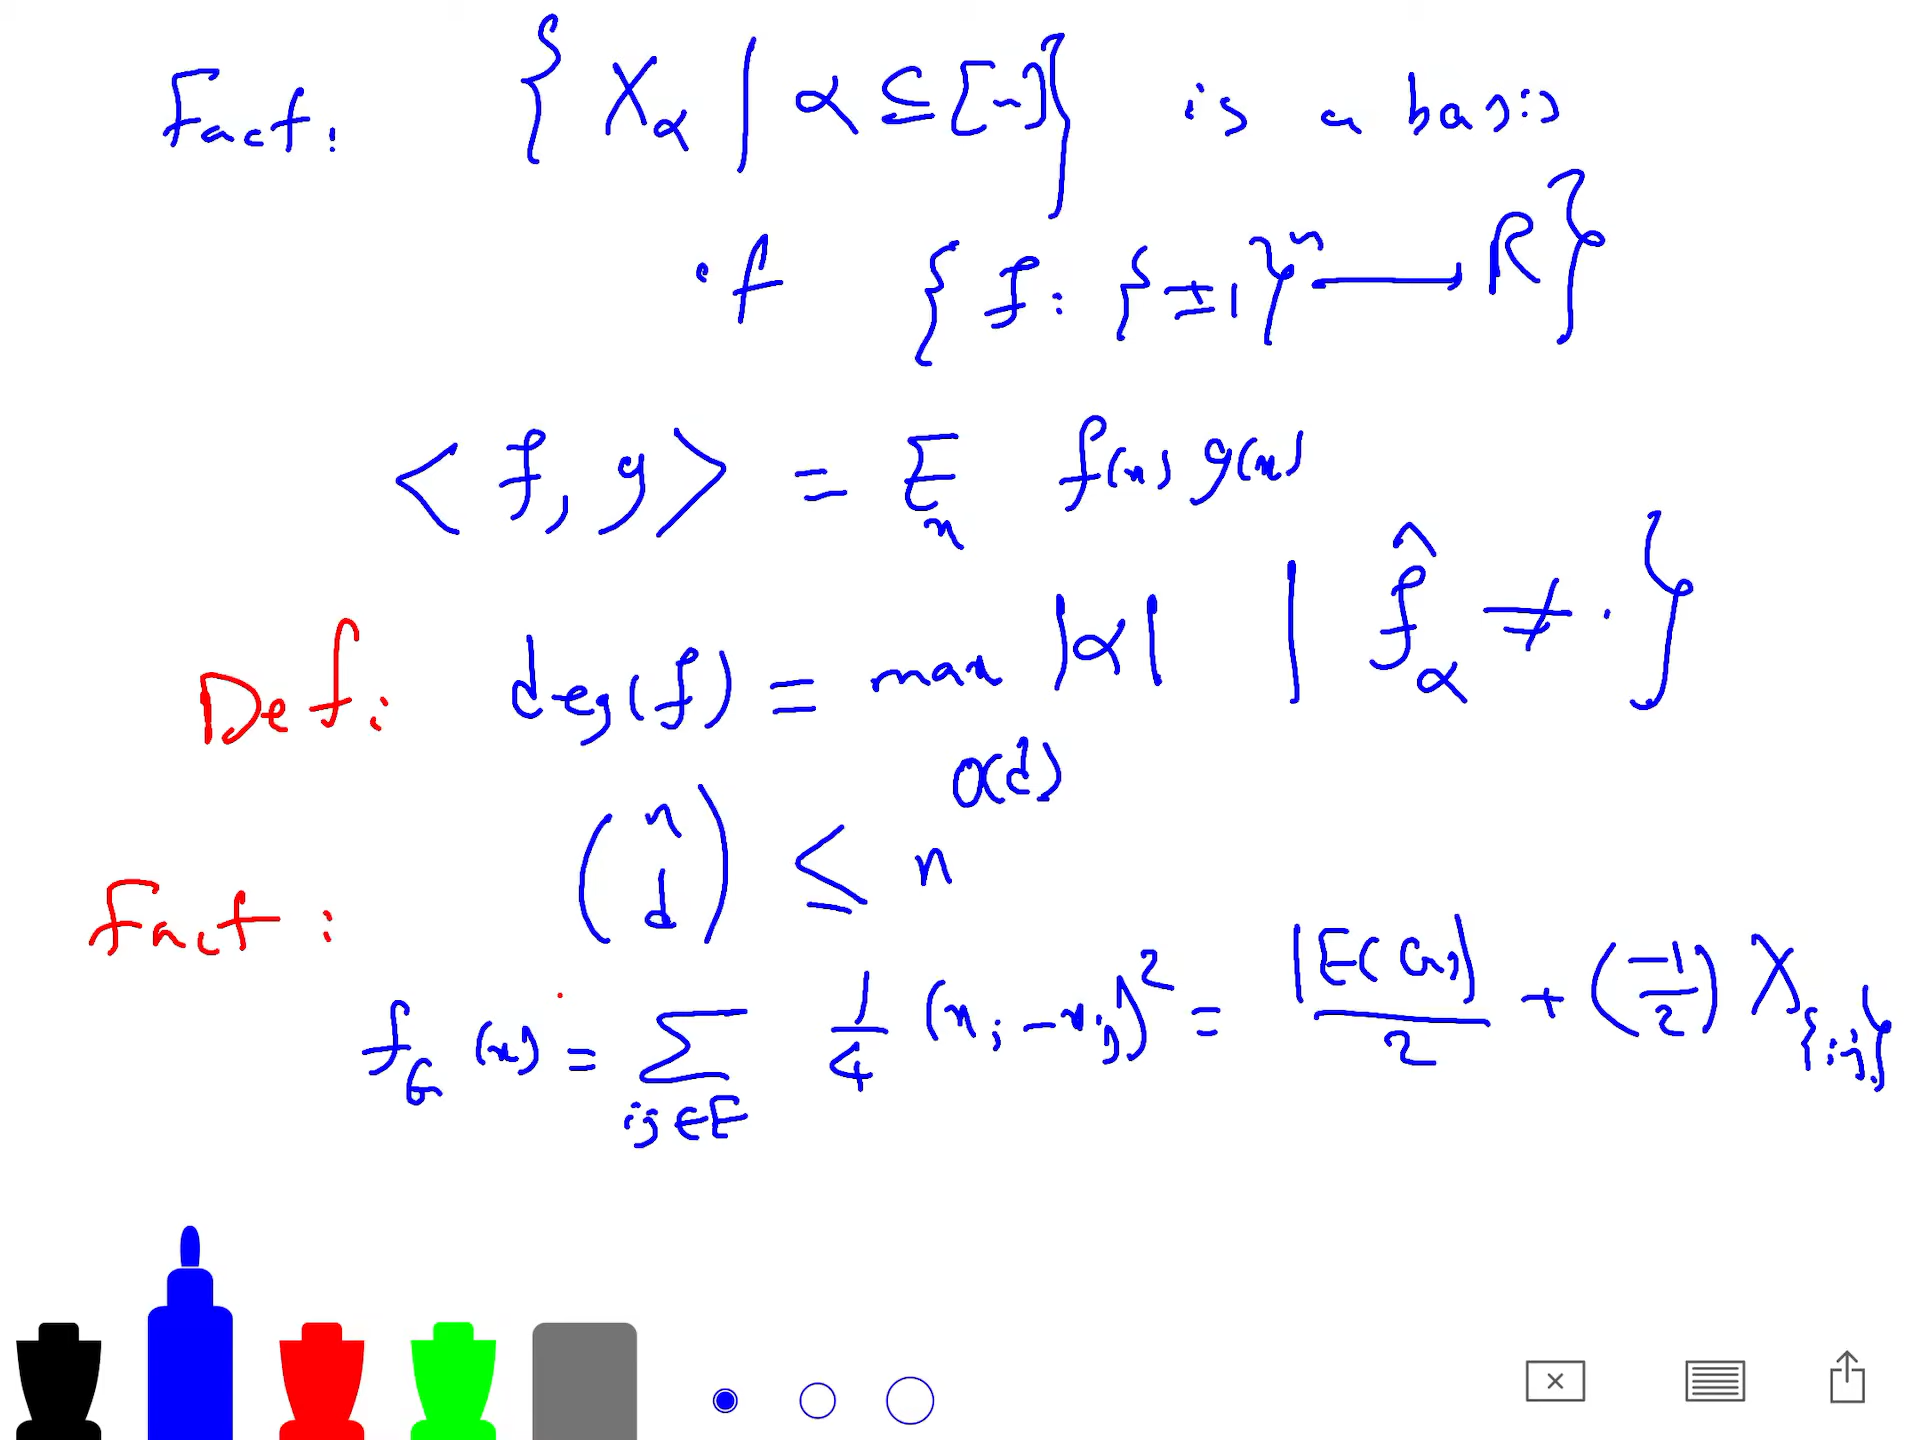 Fact: { χ_α | α ⊆ [n] } is a basis
of { f: {±1}^n → R }
< f, g > = E_x f(x) g(x)
Def: deg(f) = max |α| | f̂_α ≠ 0 }
(n d) ≤ n^{O(d)}
Fact:
f_G (x) = Σ_{ij∈E} 1/4 (x_i - x_j)^2 = |E(G)|/2 + (-1/2) χ_{i,j}